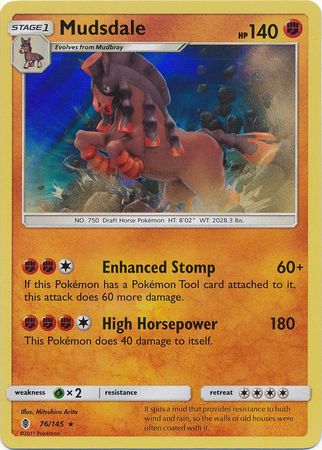 STAGE 1
Mudsdale
HP 140
Evolves from Mudbray
NO. 750 Draft Horse Pokémon HT: 8'02" WT: 2028.3 lbs.
Enhanced Stomp 60+
If this Pokémon has a Pokémon Tool card attached to it,
this attack does 60 more damage.
High Horsepower 180
This Pokémon does 40 damage to itself.
weakness × 2 resistance retreat
Illus. Mitsuhiro Arita
76/145 ★
©2017 Pokémon
It spits a mud that provides resistance to both
wind and rain, so the walls of old houses were
often coated with it.